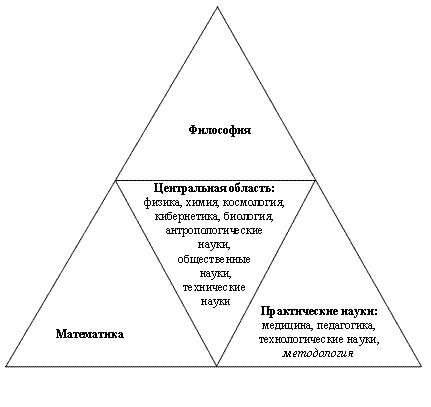 Философия
Центральная область:
физика, химия, космология,
кибернетика, биология,
антропологические
науки,
общественные
науки,
технические
науки
Математика
Практические науки:
медицина, педагогика,
технологические науки,
методология